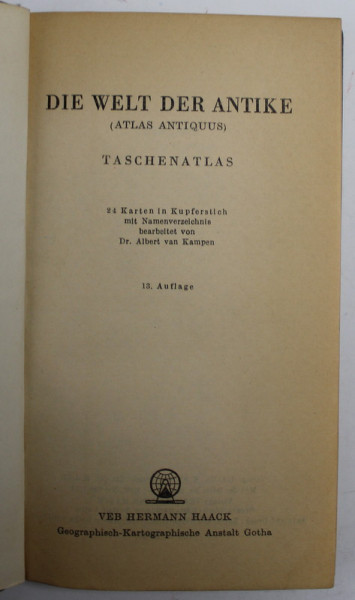 DIE WELT DER ANTIKE
(ATLAS ANTIQUUS)
TASCHENATLAS
24 Karten in Kupferstich
mit Namenverzeichnis
bearbeitet von
Dr. Albert van Kampen
13. Auflage
VEB HERMANN HAACK
Geographisch-Kartographische Anstalt Gotha